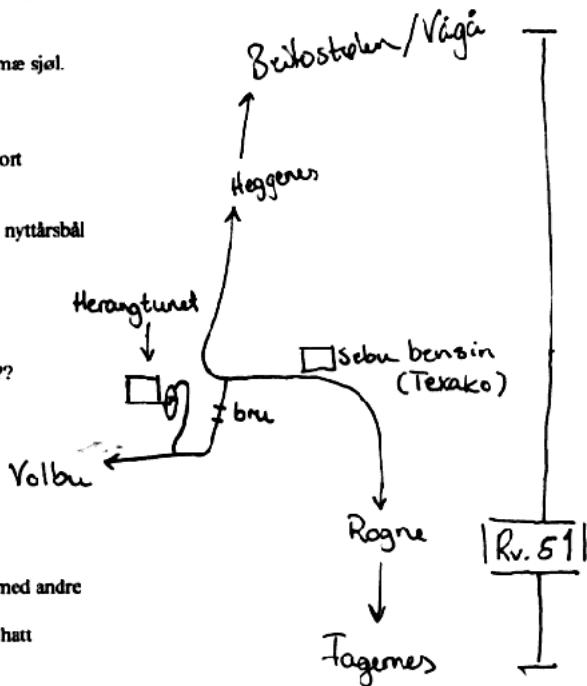 mæ sjøl.
ort
nyttårsbål
??
med andre
hatt
Beitostølen/Vågå
Heggenes
Herangtunet
Sebu bensin
(Texako)
bru
Volbu
Rogne
Rv. 51
Fagernes